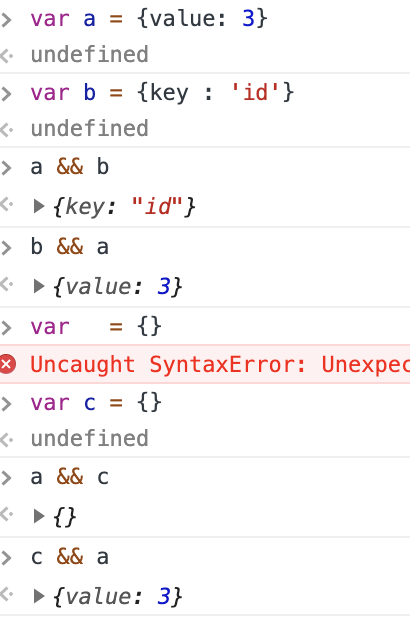 > var a = {value: 3}
<· undefined
> var b = {key : 'id'}
<· undefined
> a && b
<· ▶ {key: "id"}
> b && a
<· ▶ {value: 3}
> var   = {}
Uncaught SyntaxError: Unexpec
> var c = {}
<· undefined
> a && c
<· ▶ {}
> c && a
<· ▶ {value: 3}